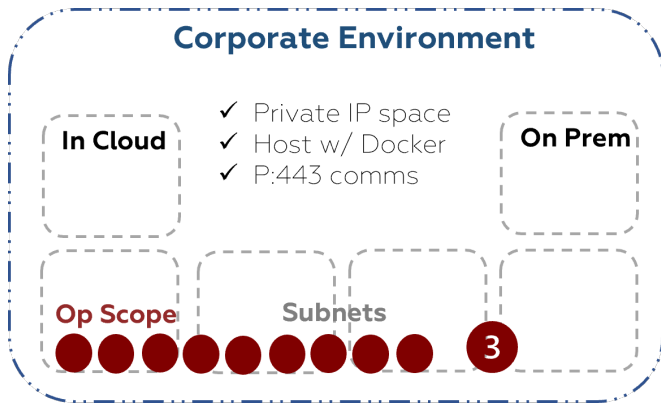 Corporate Environment
In Cloud
✓ Private IP space
✓ Host w/ Docker
✓ P:443 comms
On Prem
Op Scope
Subnets
3